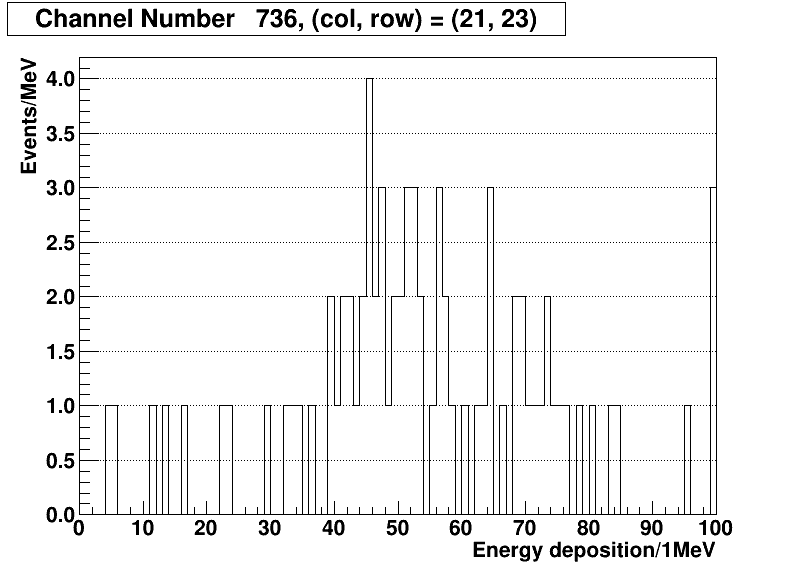 Channel Number 736, (col, row) = (21, 23)
Events/MeV
4.0
3.5
3.0
2.5
2.0
1.5
1.0
0.5
0.0
0 10 20 30 40 50 60 70 80 90 100
Energy deposition/1MeV